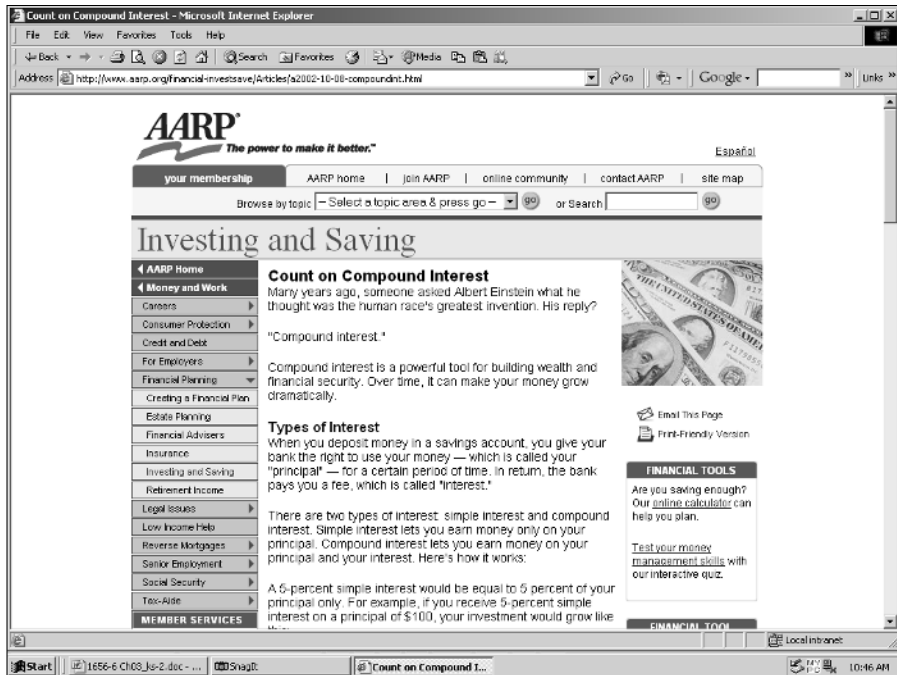 Count on Compound Interest - Microsoft Internet Explorer
File Edit View Favorites Tools Help
Back Search Favorites Media
Address http://www.aarp.org/financial-investsave/Articles/a2002-10-08-compoundint.html Go Google Links »
AARP®
The power to make it better.™
Español
your membership AARP home | join AARP | online community | contact AARP | site map
Browse by topic – Select a topic area & press go – go or Search go
Investing and Saving
AARP Home
Money and Work
Careers
Consumer Protection
Credit and Debt
For Employers
Financial Planning
Creating a Financial Plan
Estate Planning
Financial Advisers
Insurance
Investing and Saving
Retirement Income
Legal Issues
Low Income Help
Reverse Mortgages
Senior Employment
Social Security
Tax-Aide
MEMBER SERVICES
Count on Compound Interest
Many years ago, someone asked Albert Einstein what he
thought was the human race's greatest invention. His reply?
"Compound interest."
Compound interest is a powerful tool for building wealth and
financial security. Over time, it can make your money grow
dramatically.
Types of Interest
When you deposit money in a savings account, you give your
bank the right to use your money — which is called your
"principal" — for a certain period of time. In return, the bank
pays you a fee, which is called "interest."
There are two types of interest: simple interest and compound
interest. Simple interest lets you earn money only on your
principal. Compound interest lets you earn money on your
principal and your interest. Here's how it works:
A 5-percent simple interest would be equal to 5 percent of your
principal only. For example, if you receive 5-percent simple
interest on a principal of $100, your investment would grow like
THE UNITED STATES OF AMERICA
Email This Page
Print-Friendly Version
FINANCIAL TOOLS
Are you saving enough?
Our online calculator can
help you plan.
Test your money
management skills with
our interactive quiz.
FINANCIAL TOOL
Local intranet
Start 1656-6 Ch03_ks-2.doc - ... SnagIt Count on Compound I... 10:46 AM